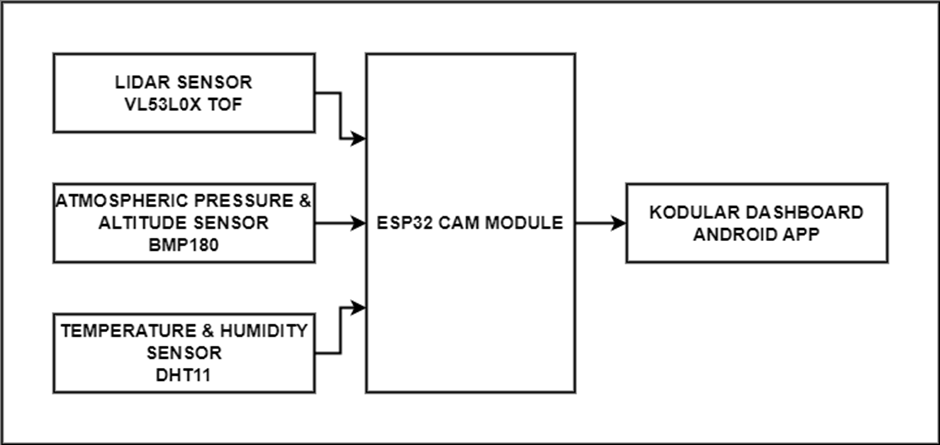 LIDAR SENSOR
VL53L0X TOF
ATMOSPHERIC PRESSURE &
ALTITUDE SENSOR
BMP180
TEMPERATURE & HUMIDITY
SENSOR
DHT11
ESP32 CAM MODULE
KODULAR DASHBOARD
ANDROID APP